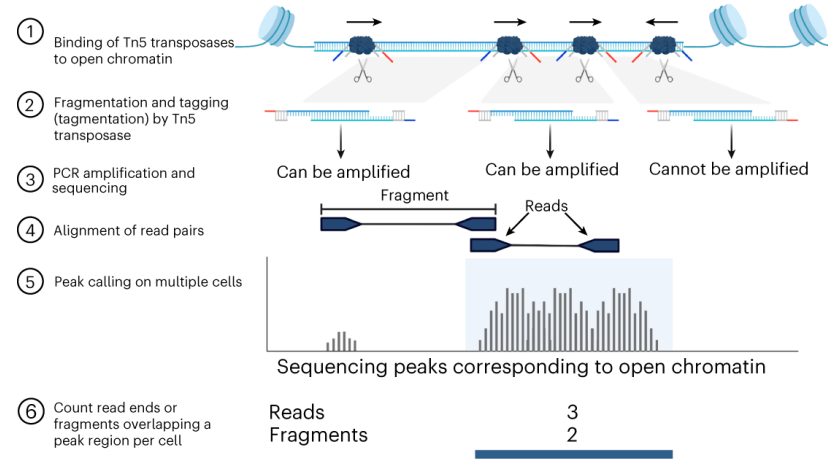 1
Binding of Tn5 transposases
to open chromatin
2
Fragmentation and tagging
(tagmentation) by Tn5
transposase
Can be amplified
Can be amplified
Cannot be amplified
3
PCR amplification and
sequencing
Fragment
Reads
4
Alignment of read pairs
5
Peak calling on multiple cells
Sequencing peaks corresponding to open chromatin
6
Count read ends or
fragments overlapping a
peak region per cell
Reads 3
Fragments 2